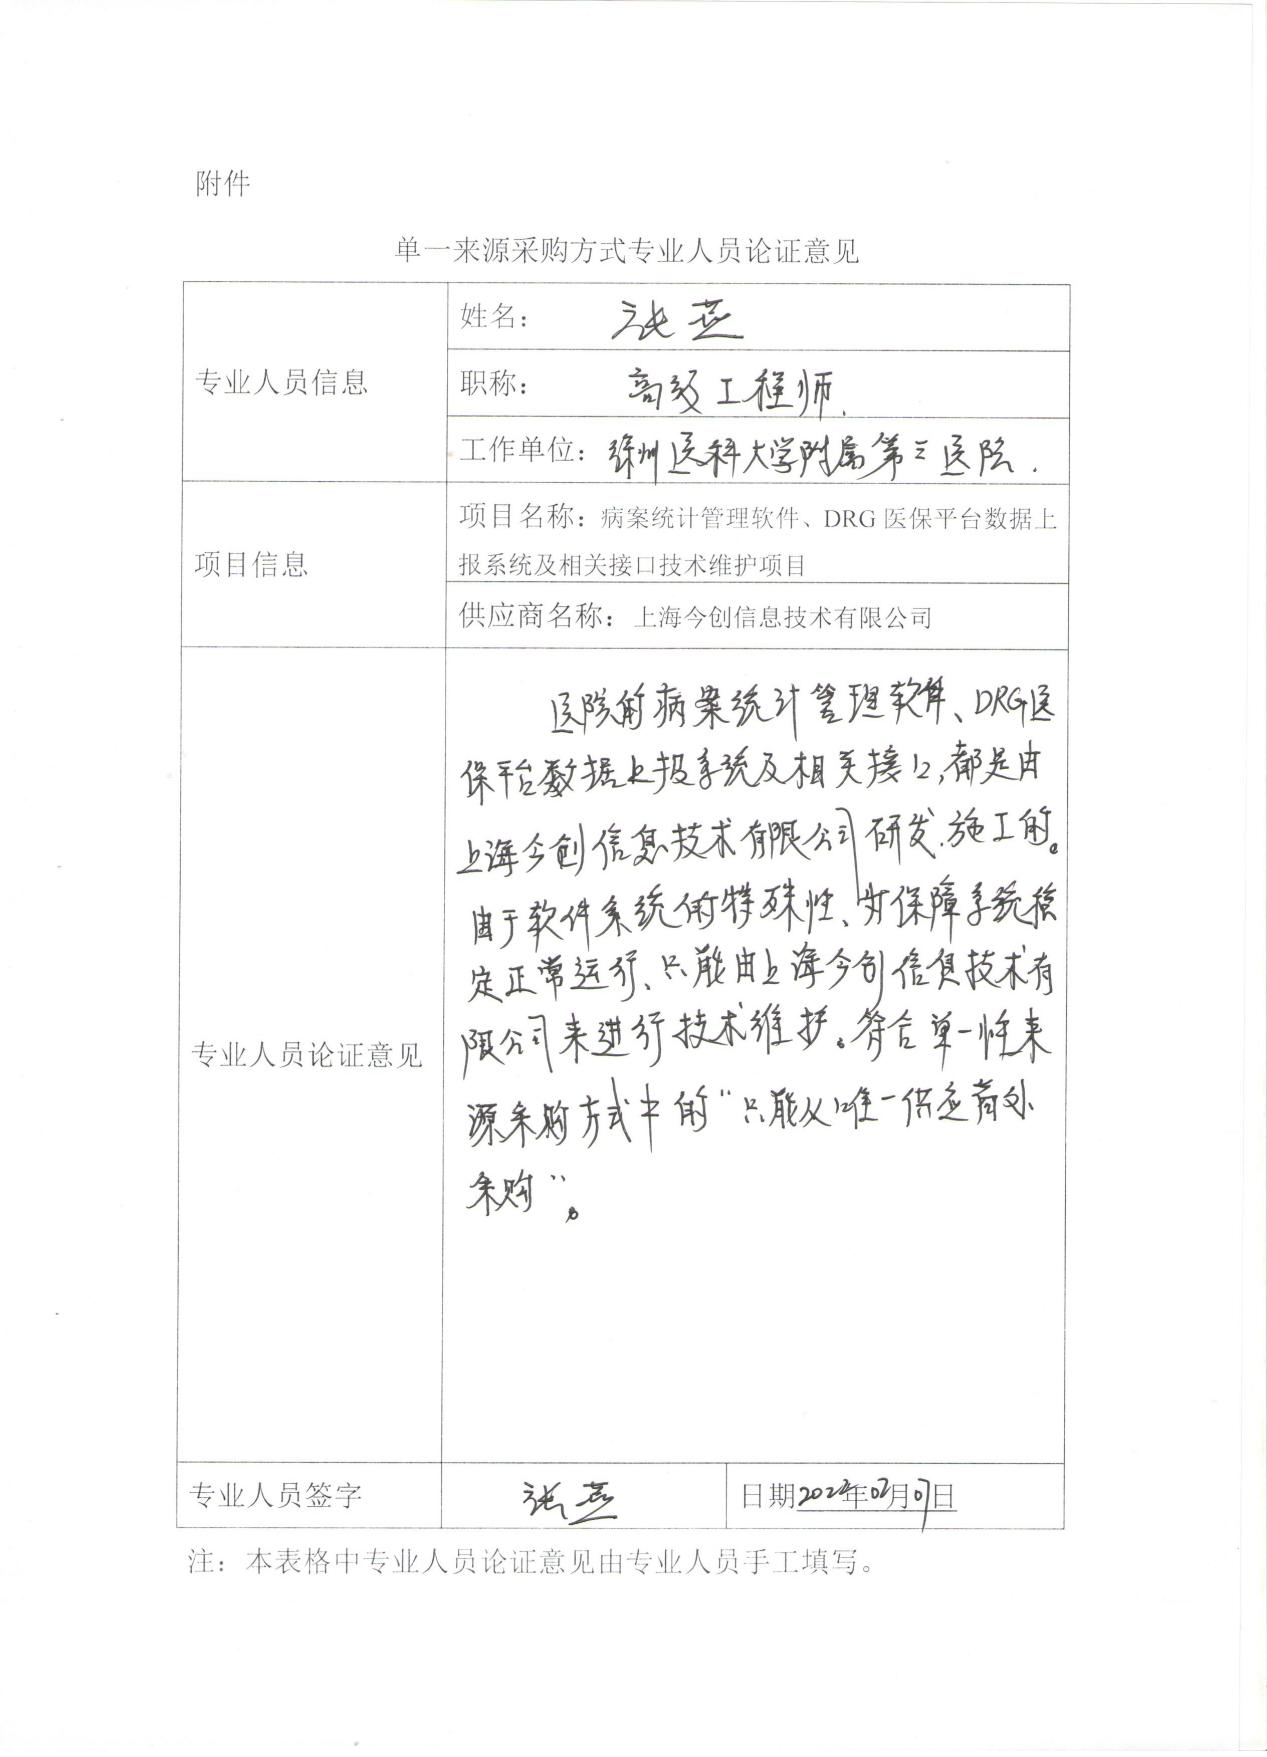 附件
单一来源采购方式专业人员论证意见
专业人员信息
姓名： 张燕
职称： 高级工程师.
工作单位：徐州医科大学附属第三医院.
项目信息
项目名称：病案统计管理软件、DRG 医保平台数据上
报系统及相关接口技术维护项目
供应商名称：上海今创信息技术有限公司
专业人员论证意见
医院的病案统计管理软件、DRG医
保平台数据上报系统及相关接口,都是由
上海今创信息技术有限公司研发.施工的。
由于软件系统的特殊性、为保障系统稳
定正常运行、只能由上海今创信息技术有
限公司来进行技术维护。符合单一性来
源采购方式中的"只能从唯一供应商处
采购"。
专业人员签字
张燕
日期2022年02月07日
注：本表格中专业人员论证意见由专业人员手工填写。